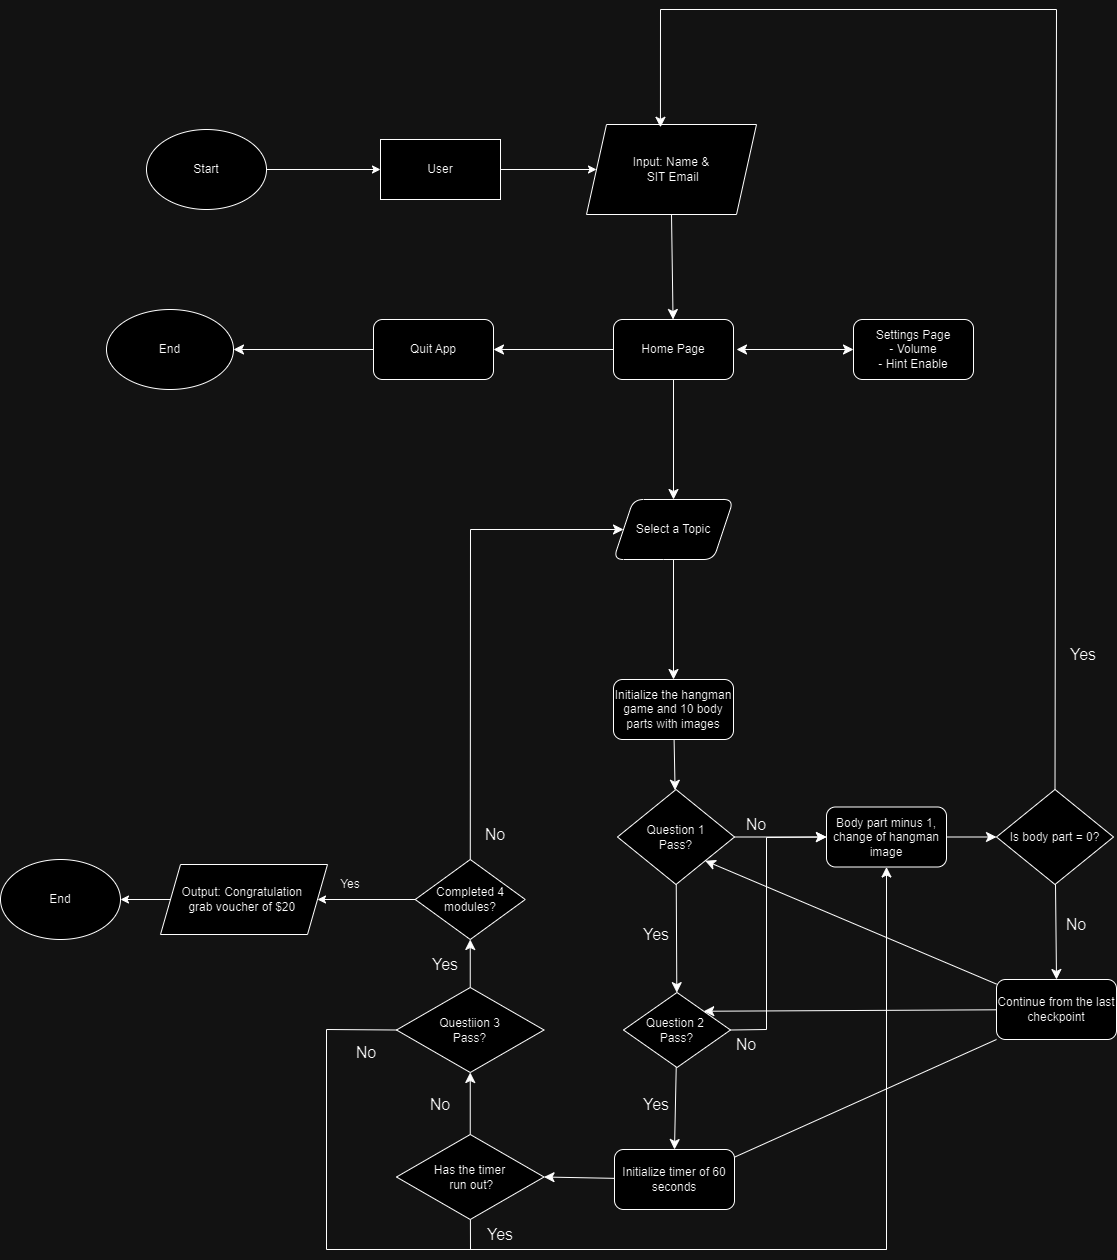 Start
User
Input: Name &
SIT Email
End
Quit App
Home Page
Settings Page
- Volume
- Hint Enable
Select a Topic
Yes
Initialize the hangman
game and 10 body
parts with images
Question 1
Pass?
No
Body part minus 1,
change of hangman
image
Is body part = 0?
No
End
Output: Congratulation
grab voucher of $20
Yes
Completed 4
modules?
Yes
No
Yes
Questiion 3
Pass?
No
Question 2
Pass?
No
Continue from the last
checkpoint
No
Yes
Has the timer
run out?
Initialize timer of 60
seconds
Yes